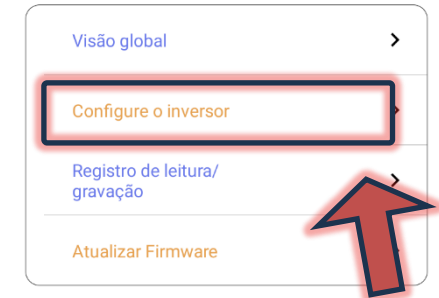 Visão global
Configure o inversor
Registro de leitura/
gravação
Atualizar Firmware